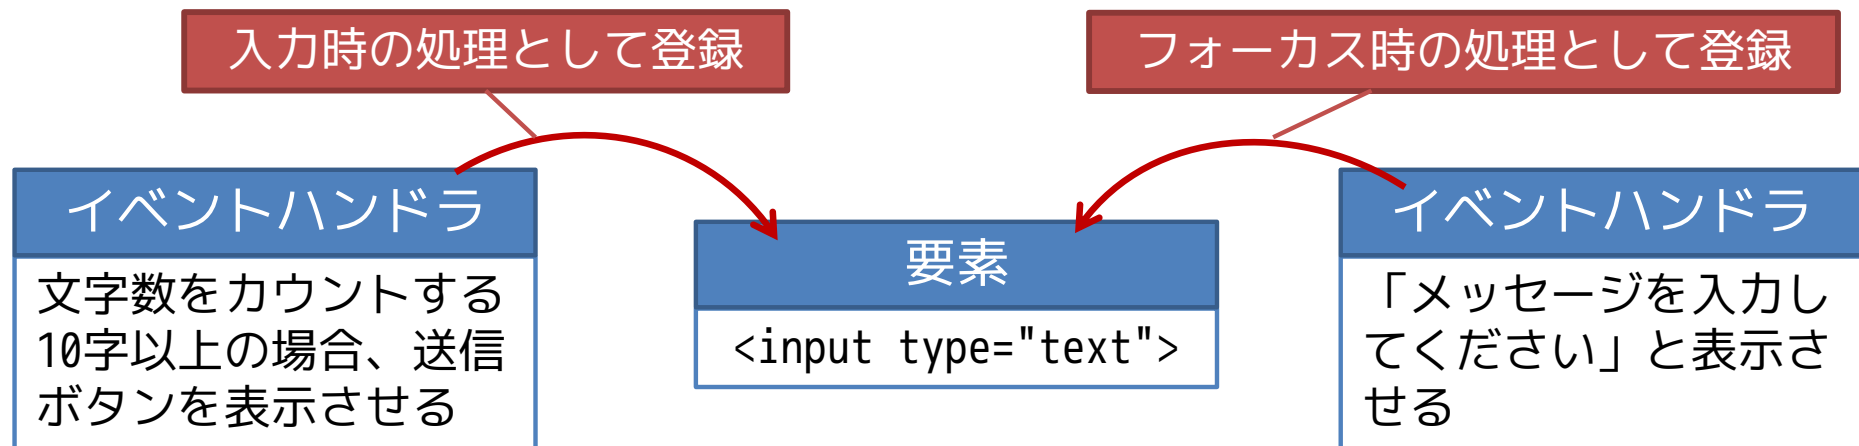 入力時の処理として登録
フォーカス時の処理として登録
イベントハンドラ
文字数をカウントする
10字以上の場合、送信
ボタンを表示させる
要素
<input type="text">
イベントハンドラ
「メッセージを入力し
てください」と表示さ
せる